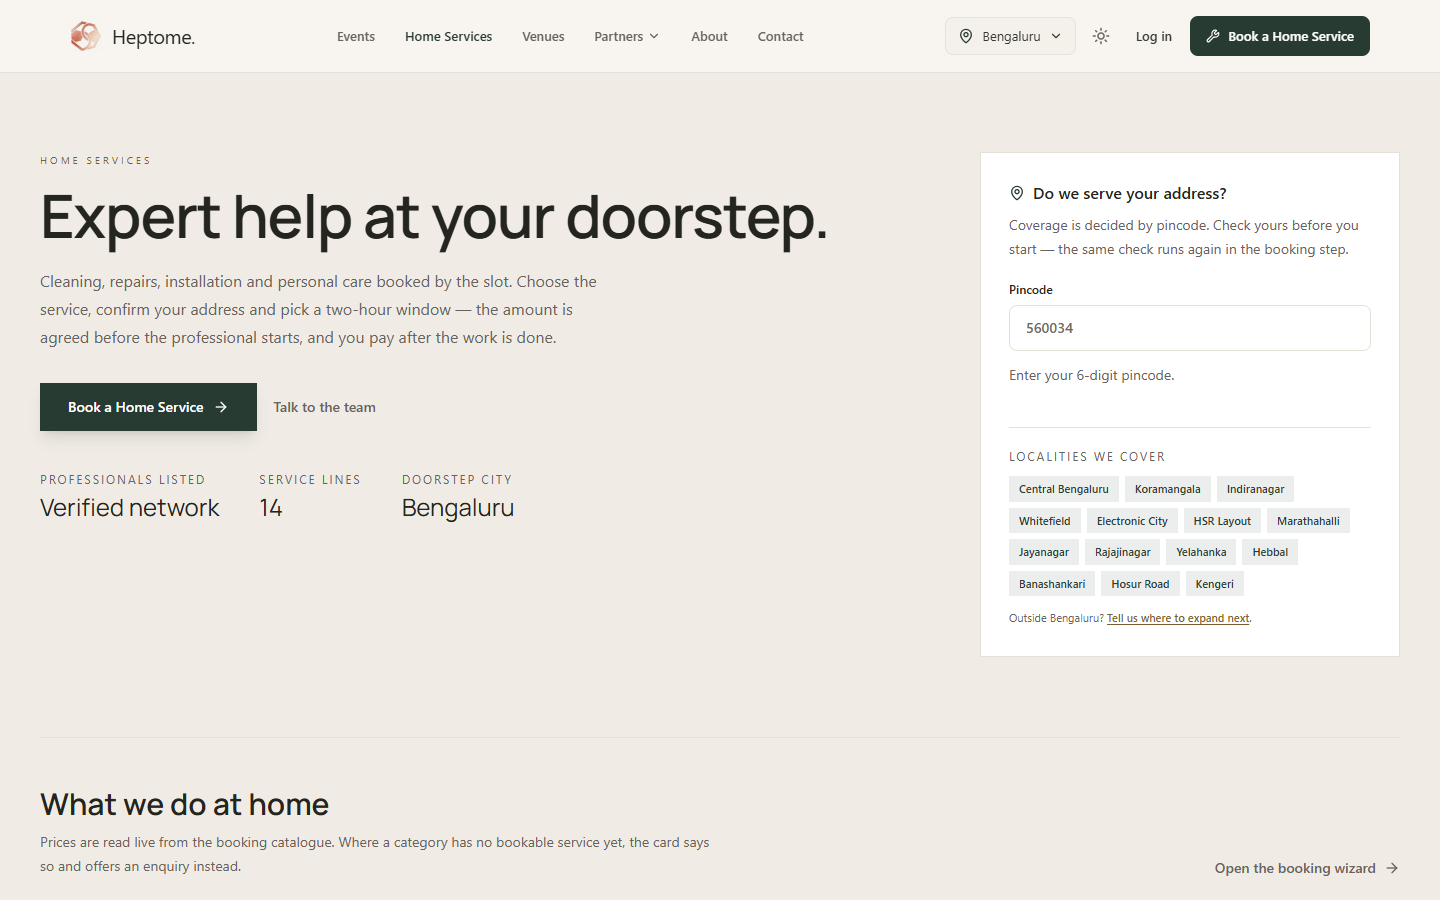 Heptome.
Events
Home Services
Venues
Partners
About
Contact
Bengaluru
Log in
Book a Home Service
HOME SERVICES
Expert help at your doorstep.
Cleaning, repairs, installation and personal care booked by the slot. Choose the
service, confirm your address and pick a two-hour window — the amount is
agreed before the professional starts, and you pay after the work is done.
Book a Home Service
Talk to the team
PROFESSIONALS LISTED
Verified network
SERVICE LINES
14
DOORSTEP CITY
Bengaluru
Do we serve your address?
Coverage is decided by pincode. Check yours before you
start — the same check runs again in the booking step.
Pincode
560034
Enter your 6-digit pincode.
LOCALITIES WE COVER
Central Bengaluru
Koramangala
Indiranagar
Whitefield
Electronic City
HSR Layout
Marathahalli
Jayanagar
Rajajinagar
Yelahanka
Hebbal
Banashankari
Hosur Road
Kengeri
Outside Bengaluru? Tell us where to expand next.
What we do at home
Prices are read live from the booking catalogue. Where a category has no bookable service yet, the card says
so and offers an enquiry instead.
Open the booking wizard